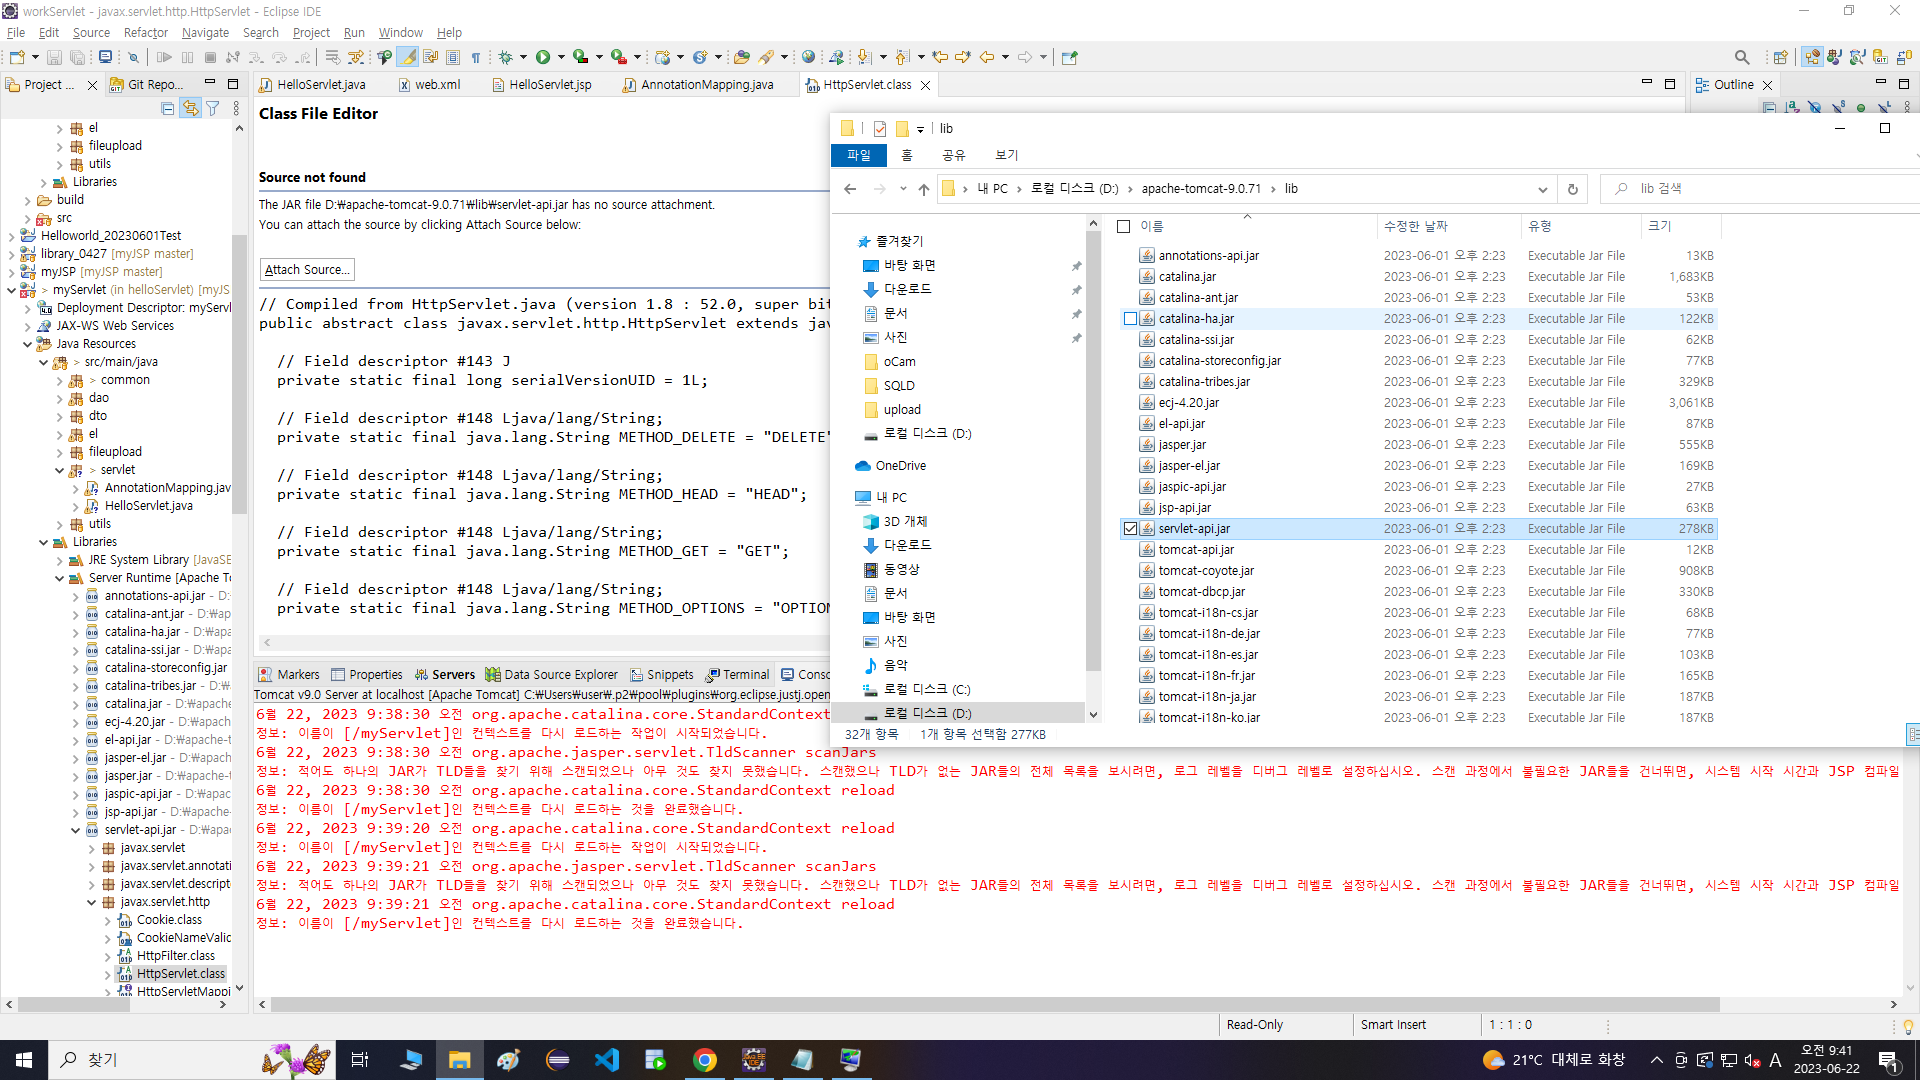 workServlet - javax.servlet.http.HttpServlet - Eclipse IDE
File Edit Source Refactor Navigate Search Project Run Window Help
Project ... Git Repo... HelloServlet.java web.xml HelloServlet.jsp AnnotationMapping.java HttpServlet.class Outline
el
fileupload
utils
Libraries
build
src
Helloworld_20230601Test
library_0427 [myJSP master]
myJSP [myJSP master]
> myServlet (in helloServlet) [myJS
Deployment Descriptor: myServl
JAX-WS Web Services
Java Resources
> src/main/java
> common
dao
dto
el
fileupload
> servlet
AnnotationMapping.jav
HelloServlet.java
utils
Libraries
JRE System Library [JavaSE
Server Runtime [Apache To
annotations-api.jar - D:
catalina-ant.jar - D:₩apa
catalina-ha.jar - D:₩apac
catalina-ssi.jar - D:₩apac
catalina-storeconfig.jar
catalina-tribes.jar - D:₩a
catalina.jar - D:₩apache
ecj-4.20.jar - D:₩apache
el-api.jar - D:₩apache-t
jasper-el.jar - D:₩apache
jasper.jar - D:₩apache-t
jaspic-api.jar - D:₩apac
jsp-api.jar - D:₩apache-
servlet-api.jar - D:₩apac
javax.servlet
javax.servlet.annotati
javax.servlet.descript
javax.servlet.http
Cookie.class
CookieNameValid
HttpFilter.class
HttpServlet.class
HttpServletMappi
Class File Editor
Source not found
The JAR file D:₩apache-tomcat-9.0.71₩lib₩servlet-api.jar has no source attachment.
You can attach the source by clicking Attach Source below:
Attach Source...
// Compiled from HttpServlet.java (version 1.8 : 52.0, super bit
public abstract class javax.servlet.http.HttpServlet extends jav
// Field descriptor #143 J
private static final long serialVersionUID = 1L;
// Field descriptor #148 Ljava/lang/String;
private static final java.lang.String METHOD_DELETE = "DELETE"
// Field descriptor #148 Ljava/lang/String;
private static final java.lang.String METHOD_HEAD = "HEAD";
// Field descriptor #148 Ljava/lang/String;
private static final java.lang.String METHOD_GET = "GET";
// Field descriptor #148 Ljava/lang/String;
private static final java.lang.String METHOD_OPTIONS = "OPTION
lib
파일 홈 공유 보기
내 PC > 로컬 디스크 (D:) > apache-tomcat-9.0.71 > lib
lib 검색
즐겨찾기
바탕 화면
다운로드
문서
사진
oCam
SQLD
upload
로컬 디스크 (D:)
OneDrive
내 PC
3D 개체
다운로드
동영상
문서
바탕 화면
사진
음악
로컬 디스크 (C:)
로컬 디스크 (D:)
이름 수정한 날짜 유형 크기
annotations-api.jar 2023-06-01 오후 2:23 Executable Jar File 13KB
catalina.jar 2023-06-01 오후 2:23 Executable Jar File 1,683KB
catalina-ant.jar 2023-06-01 오후 2:23 Executable Jar File 53KB
catalina-ha.jar 2023-06-01 오후 2:23 Executable Jar File 122KB
catalina-ssi.jar 2023-06-01 오후 2:23 Executable Jar File 62KB
catalina-storeconfig.jar 2023-06-01 오후 2:23 Executable Jar File 77KB
catalina-tribes.jar 2023-06-01 오후 2:23 Executable Jar File 329KB
ecj-4.20.jar 2023-06-01 오후 2:23 Executable Jar File 3,061KB
el-api.jar 2023-06-01 오후 2:23 Executable Jar File 87KB
jasper.jar 2023-06-01 오후 2:23 Executable Jar File 555KB
jasper-el.jar 2023-06-01 오후 2:23 Executable Jar File 169KB
jaspic-api.jar 2023-06-01 오후 2:23 Executable Jar File 27KB
jsp-api.jar 2023-06-01 오후 2:23 Executable Jar File 63KB
servlet-api.jar 2023-06-01 오후 2:23 Executable Jar File 278KB
tomcat-api.jar 2023-06-01 오후 2:23 Executable Jar File 12KB
tomcat-coyote.jar 2023-06-01 오후 2:23 Executable Jar File 908KB
tomcat-dbcp.jar 2023-06-01 오후 2:23 Executable Jar File 330KB
tomcat-i18n-cs.jar 2023-06-01 오후 2:23 Executable Jar File 68KB
tomcat-i18n-de.jar 2023-06-01 오후 2:23 Executable Jar File 77KB
tomcat-i18n-es.jar 2023-06-01 오후 2:23 Executable Jar File 103KB
tomcat-i18n-fr.jar 2023-06-01 오후 2:23 Executable Jar File 165KB
tomcat-i18n-ja.jar 2023-06-01 오후 2:23 Executable Jar File 187KB
tomcat-i18n-ko.jar 2023-06-01 오후 2:23 Executable Jar File 187KB
32개 항목 1개 항목 선택함 277KB
Markers Properties Servers Data Source Explorer Snippets Terminal Conso
Tomcat v9.0 Server at localhost [Apache Tomcat] C:₩Users₩user₩.p2₩pool₩plugins₩org.eclipse.justj.open
6월 22, 2023 9:38:30 오전 org.apache.catalina.core.StandardContext
정보: 이름이 [/myServlet]인 컨텍스트를 다시 로드하는 작업이 시작되었습니다.
6월 22, 2023 9:38:30 오전 org.apache.jasper.servlet.TldScanner scanJars
정보: 적어도 하나의 JAR가 TLD들을 찾기 위해 스캔되었으나 아무 것도 찾지 못했습니다. 스캔했으나 TLD가 없는 JAR들의 전체 목록을 보시려면, 로그 레벨을 디버그 레벨로 설정하십시오. 스캔 과정에서 불필요한 JAR들을 건너뛰면, 시스템 시작 시간과 JSP 컴파일
6월 22, 2023 9:38:30 오전 org.apache.catalina.core.StandardContext reload
정보: 이름이 [/myServlet]인 컨텍스트를 다시 로드하는 것을 완료했습니다.
6월 22, 2023 9:39:20 오전 org.apache.catalina.core.StandardContext reload
정보: 이름이 [/myServlet]인 컨텍스트를 다시 로드하는 작업이 시작되었습니다.
6월 22, 2023 9:39:21 오전 org.apache.jasper.servlet.TldScanner scanJars
정보: 적어도 하나의 JAR가 TLD들을 찾기 위해 스캔되었으나 아무 것도 찾지 못했습니다. 스캔했으나 TLD가 없는 JAR들의 전체 목록을 보시려면, 로그 레벨을 디버그 레벨로 설정하십시오. 스캔 과정에서 불필요한 JAR들을 건너뛰면, 시스템 시작 시간과 JSP 컴파일
6월 22, 2023 9:39:21 오전 org.apache.catalina.core.StandardContext reload
정보: 이름이 [/myServlet]인 컨텍스트를 다시 로드하는 것을 완료했습니다.
Read-Only Smart Insert 1 : 1 : 0
찾기
21°C 대체로 화창
A
오전 9:41
2023-06-22
1